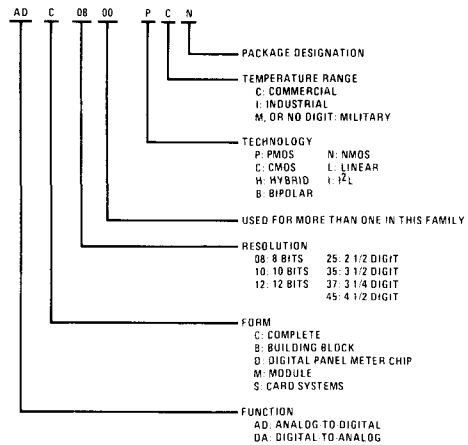 AD C 08 00 P C N
PACKAGE DESIGNATION
TEMPERATURE RANGE
C: COMMERCIAL
I: INDUSTRIAL
M, OR NO DIGIT: MILITARY
TECHNOLOGY
P: PMOS N: NMOS
C: CMOS L: LINEAR
H: HYBRID I: I²L
B: BIPOLAR
USED FOR MORE THAN ONE IN THIS FAMILY
RESOLUTION
08: 8 BITS 25: 2 1/2 DIGIT
10: 10 BITS 35: 3 1/2 DIGIT
12: 12 BITS 37: 3 1/4 DIGIT
45: 4 1/2 DIGIT
FORM
C: COMPLETE
B: BUILDING BLOCK
D: DIGITAL PANEL METER CHIP
M: MODULE
S: CARD SYSTEMS
FUNCTION
AD: ANALOG-TO-DIGITAL
DA: DIGITAL-TO-ANALOG